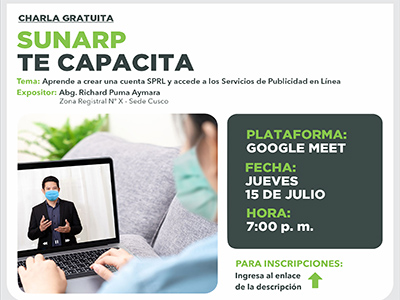 CHARLA GRATUITA
SUNARP
TE CAPACITA
Tema: Aprende a crear una cuenta SPRL y accede a los Servicios de Publicidad en Línea
Expositor: Abg. Richard Puma Aymara
Zona Registral N° X - Sede Cusco
PLATAFORMA:
GOOGLE MEET
FECHA:
JUEVES
15 DE JULIO
HORA:
7:00 p. m.
PARA INSCRIPCIONES:
Ingresa al enlace
de la descripción